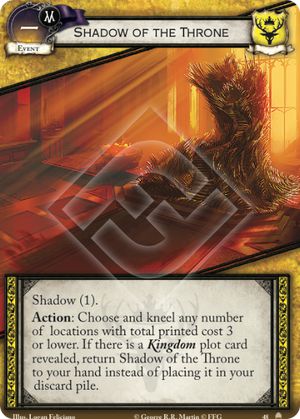 SHADOW OF THE THRONE
EVENT
Shadow (1).
Action: Choose and kneel any number
of locations with total printed cost 3
or lower. If there is a Kingdom plot card
revealed, return Shadow of the Throne
to your hand instead of placing it in your
discard pile.
Illus. Logan Feliciano © George R.R. Martin © FFG 48